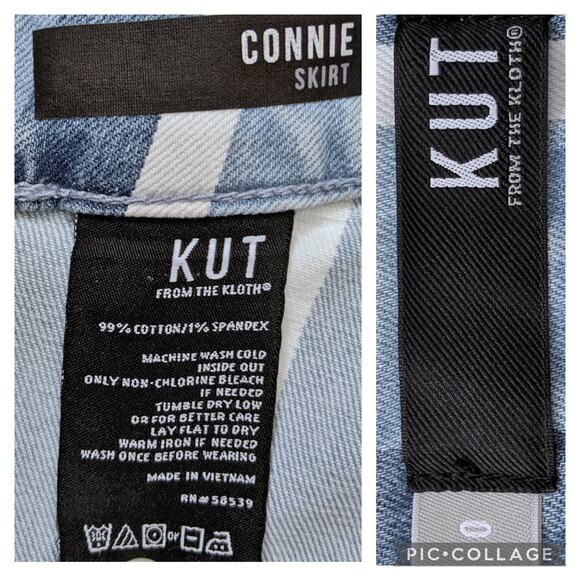 CONNIE
SKIRT
KUT
FROM THE KLOTH®
99% COTTON/1% SPANDEX
MACHINE WASH COLD
INSIDE OUT
ONLY NON-CHLORINE BLEACH
IF NEEDED
TUMBLE DRY LOW
OR FOR BETTER CARE
LAY FLAT TO DRY
WARM IRON IF NEEDED
WASH ONCE BEFORE WEARING
MADE IN VIETNAM
RN#58539
or
KUT
FROM THE KLOTH®
0
PIC•COLLAGE